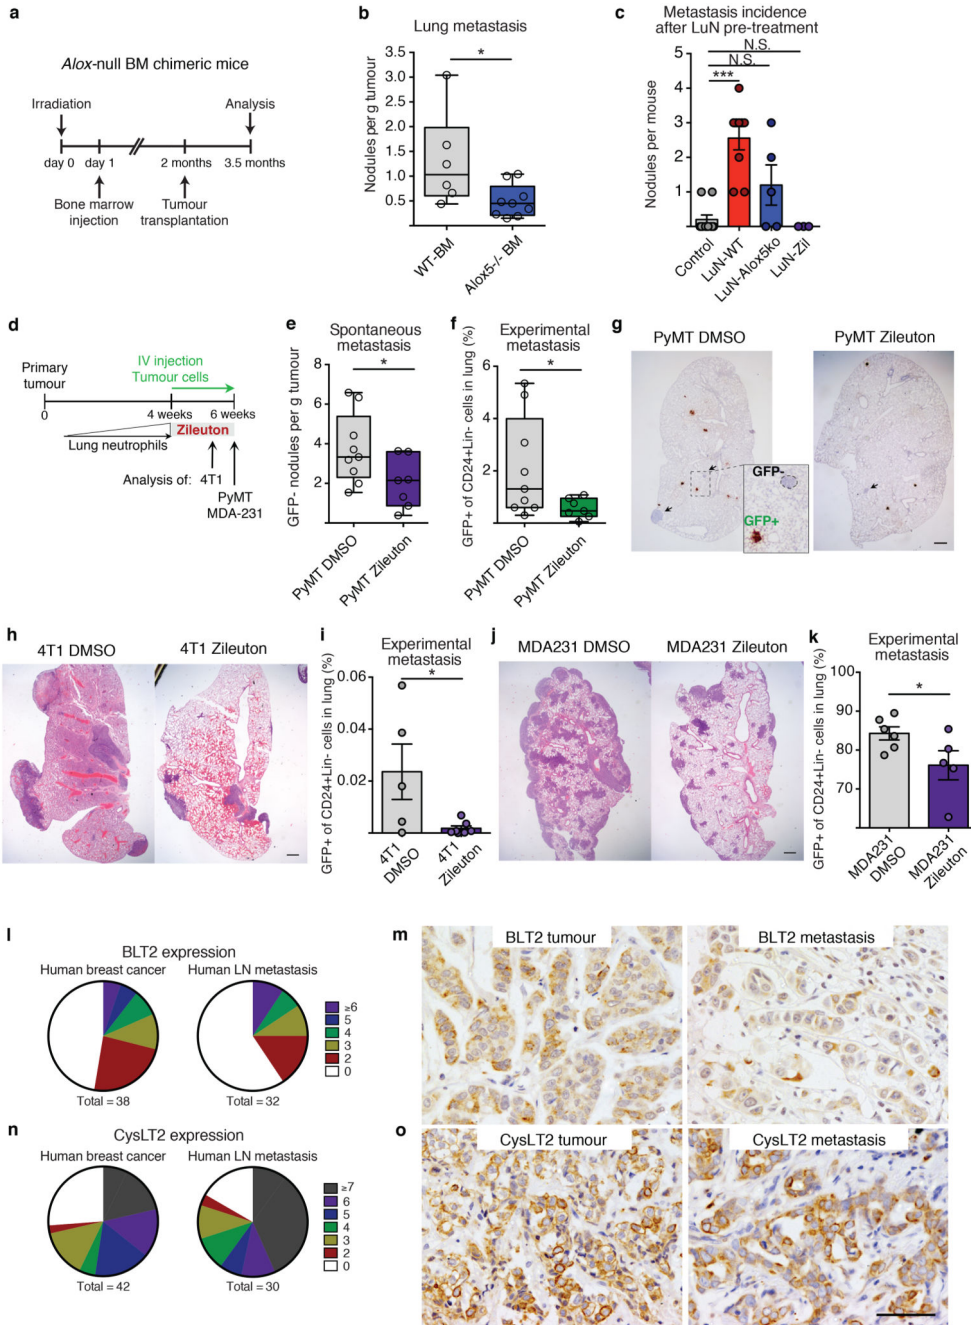 a
Alox-null BM chimeric mice
Irradiation
Analysis
day 0
day 1
2 months
3.5 months
Bone marrow
injection
Tumour
transplantation
b
Lung metastasis
Nodules per g tumour
3.5
3.0
2.5
2.0
1.5
1.0
0.5
*
WT-BM
Alox5-/- BM
c
Metastasis incidence
after LuN pre-treatment
Nodules per mouse
5
4
3
2
1
N.S.
N.S.
***
Control
LuN-WT
LuN-Alox5ko
LuN-Zil
d
IV injection
Tumour cells
Primary
tumour
0
4 weeks
6 weeks
Zileuton
Lung neutrophils
Analysis of:
4T1
PyMT
MDA-231
e
Spontaneous
metastasis
GFP- nodules per g tumour
8
6
4
2
0
*
PyMT DMSO
PyMT Zileuton
f
Experimental
metastasis
GFP+ of CD24+Lin- cells in lung (%)
6
4
2
*
PyMT DMSO
PyMT Zileuton
g
PyMT DMSO
PyMT Zileuton
GFP-
GFP+
h
4T1 DMSO
4T1 Zileuton
i
Experimental
metastasis
GFP+ of CD24+Lin- cells in lung (%)
0.06
0.04
0.02
0
*
4T1
DMSO
4T1
Zileuton
j
MDA231 DMSO
MDA231 Zileuton
k
Experimental
metastasis
GFP+ of CD24+Lin- cells in lung (%)
100
90
80
70
60
*
MDA231
DMSO
MDA231
Zileuton
l
BLT2 expression
Human breast cancer
Human LN metastasis
≥6
5
4
3
2
0
Total = 38
Total = 32
m
BLT2 tumour
BLT2 metastasis
n
CysLT2 expression
Human breast cancer
Human LN metastasis
≥7
6
5
4
3
2
0
Total = 42
Total = 30
o
CysLT2 tumour
CysLT2 metastasis